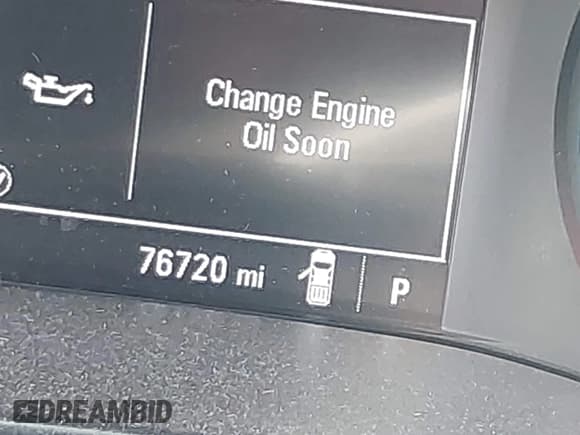 Change Engine
Oil Soon
76720 mi
P
DREAMBID